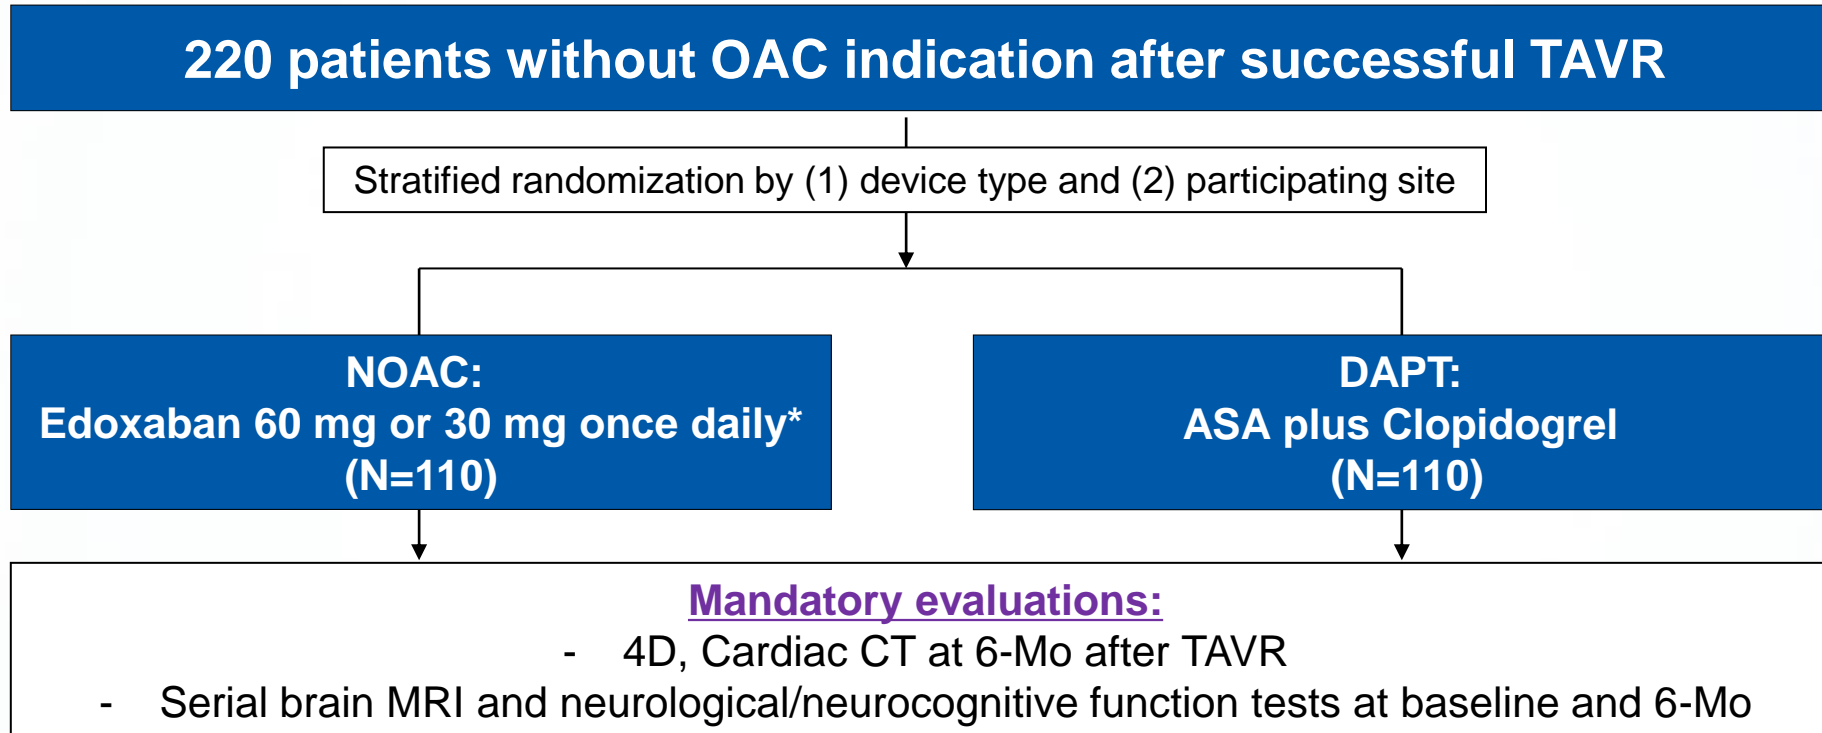 220 patients without OAC indication after successful TAVR
Stratified randomization by (1) device type and (2) participating site
NOAC:
Edoxaban 60 mg or 30 mg once daily*
(N=110)
DAPT:
ASA plus Clopidogrel
(N=110)
Mandatory evaluations:
- 4D, Cardiac CT at 6-Mo after TAVR
- Serial brain MRI and neurological/neurocognitive function tests at baseline and 6-Mo